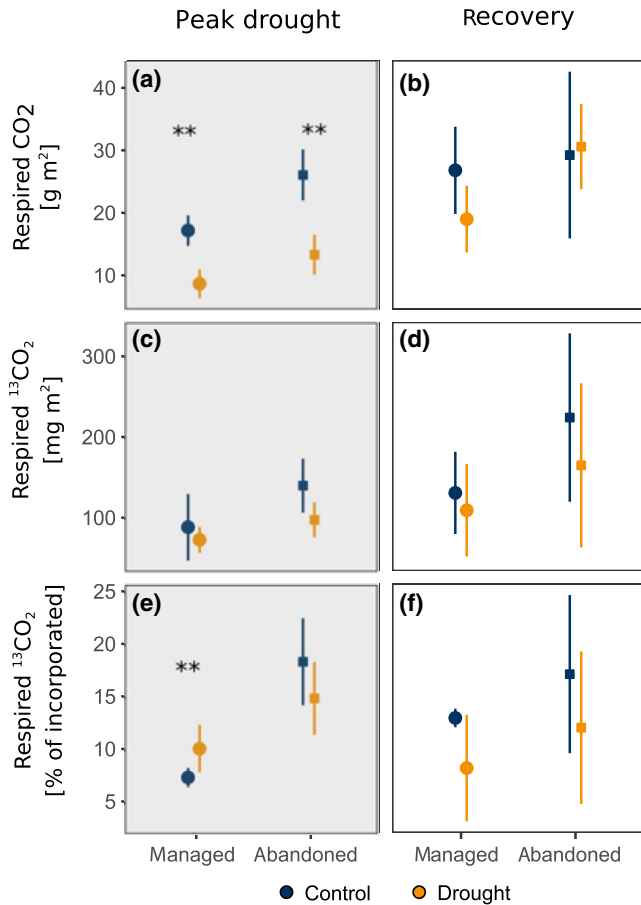 Peak drought
Recovery
(a)
(b)
**
**
Respired CO2
[g m²]
40
30
20
10
(c)
(d)
Respired ¹³CO₂
[mg m²]
300
200
100
(e)
(f)
**
Respired ¹³CO₂
[% of incorporated]
25
20
15
10
5
Managed
Abandoned
Managed
Abandoned
Control
Drought